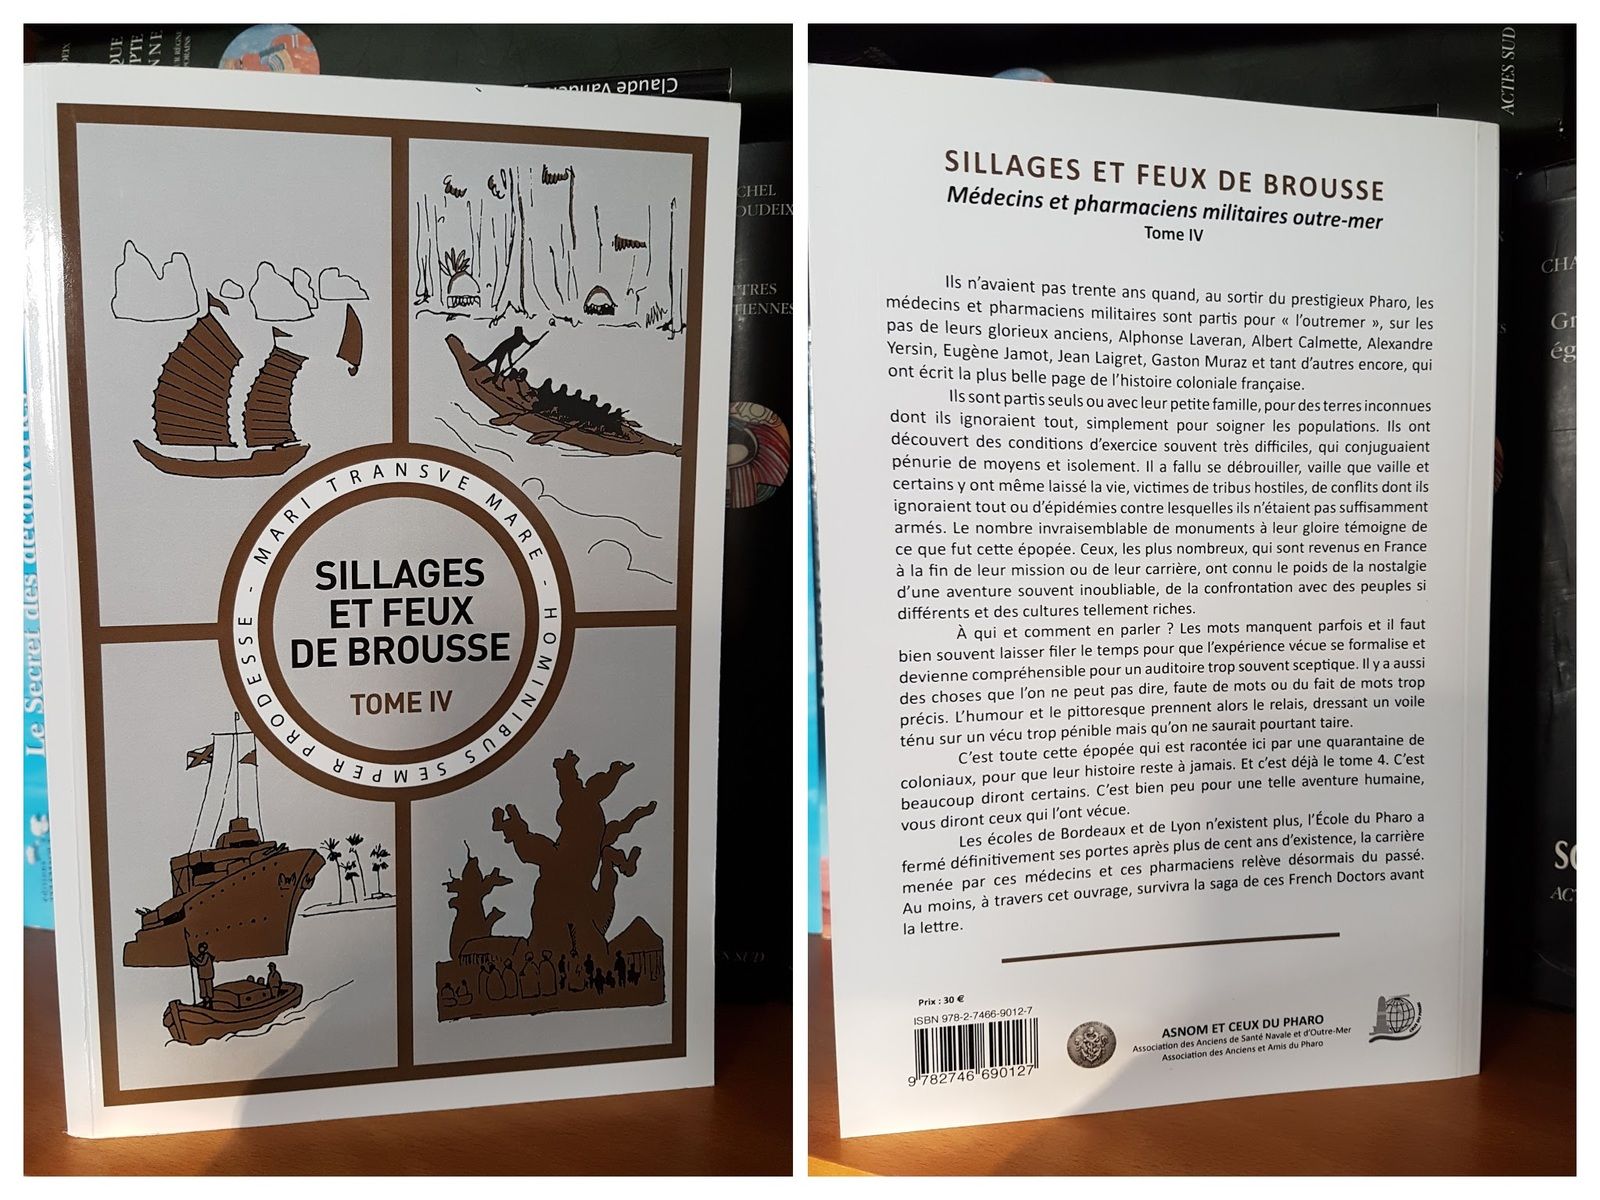 QUE
PTE
NNE
Claude Vander
CHEL
OUDEIX
TRES
TIENNES
Le Secret des découvertes
MARI TRANSVE MARE - HOMINIBUS SEMPER PRODESSE -
SILLAGES
ET FEUX
DE BROUSSE
TOME IV
ACTES SUD
CHA
SILLAGES ET FEUX DE BROUSSE
Médecins et pharmaciens militaires outre-mer
Tome IV
Ils n’avaient pas trente ans quand, au sortir du prestigieux Pharo, les
médecins et pharmaciens militaires sont partis pour « l’outremer », sur les
pas de leurs glorieux anciens, Alphonse Laveran, Albert Calmette, Alexandre
Yersin, Eugène Jamot, Jean Laigret, Gaston Muraz et tant d’autres encore, qui
ont écrit la plus belle page de l’histoire coloniale française.
Ils sont partis seuls ou avec leur petite famille, pour des terres inconnues
dont ils ignoraient tout, simplement pour soigner les populations. Ils ont
découvert des conditions d’exercice souvent très difficiles, qui conjuguaient
pénurie de moyens et isolement. Il a fallu se débrouiller, vaille que vaille et
certains y ont même laissé la vie, victimes de tribus hostiles, de conflits dont ils
ignoraient tout ou d’épidémies contre lesquelles ils n’étaient pas suffisamment
armés. Le nombre invraisemblable de monuments à leur gloire témoigne de
ce que fut cette épopée. Ceux, les plus nombreux, qui sont revenus en France
à la fin de leur mission ou de leur carrière, ont connu le poids de la nostalgie
d’une aventure souvent inoubliable, de la confrontation avec des peuples si
différents et des cultures tellement riches.
À qui et comment en parler ? Les mots manquent parfois et il faut
bien souvent laisser filer le temps pour que l’expérience vécue se formalise et
devienne compréhensible pour un auditoire trop souvent sceptique. Il y a aussi
des choses que l’on ne peut pas dire, faute de mots ou du fait de mots trop
précis. L’humour et le pittoresque prennent alors le relais, dressant un voile
ténu sur un vécu trop pénible mais qu’on ne saurait pourtant taire.
C’est toute cette épopée qui est racontée ici par une quarantaine de
coloniaux, pour que leur histoire reste à jamais. Et c’est déjà le tome 4. C’est
beaucoup diront certains. C’est bien peu pour une telle aventure humaine,
vous diront ceux qui l’ont vécue.
Les écoles de Bordeaux et de Lyon n’existent plus, l’École du Pharo a
fermé définitivement ses portes après plus de cent ans d’existence, la carrière
menée par ces médecins et ces pharmaciens relève désormais du passé.
Au moins, à travers cet ouvrage, survivra la saga de ces French Doctors avant
la lettre.
Prix : 30 €
ISBN 978-2-7466-9012-7
9 782746 690127
ASNOM ET CEUX DU PHARO
Association des Anciens de Santé Navale et d’Outre-Mer
Association des Anciens et Amis du Pharo